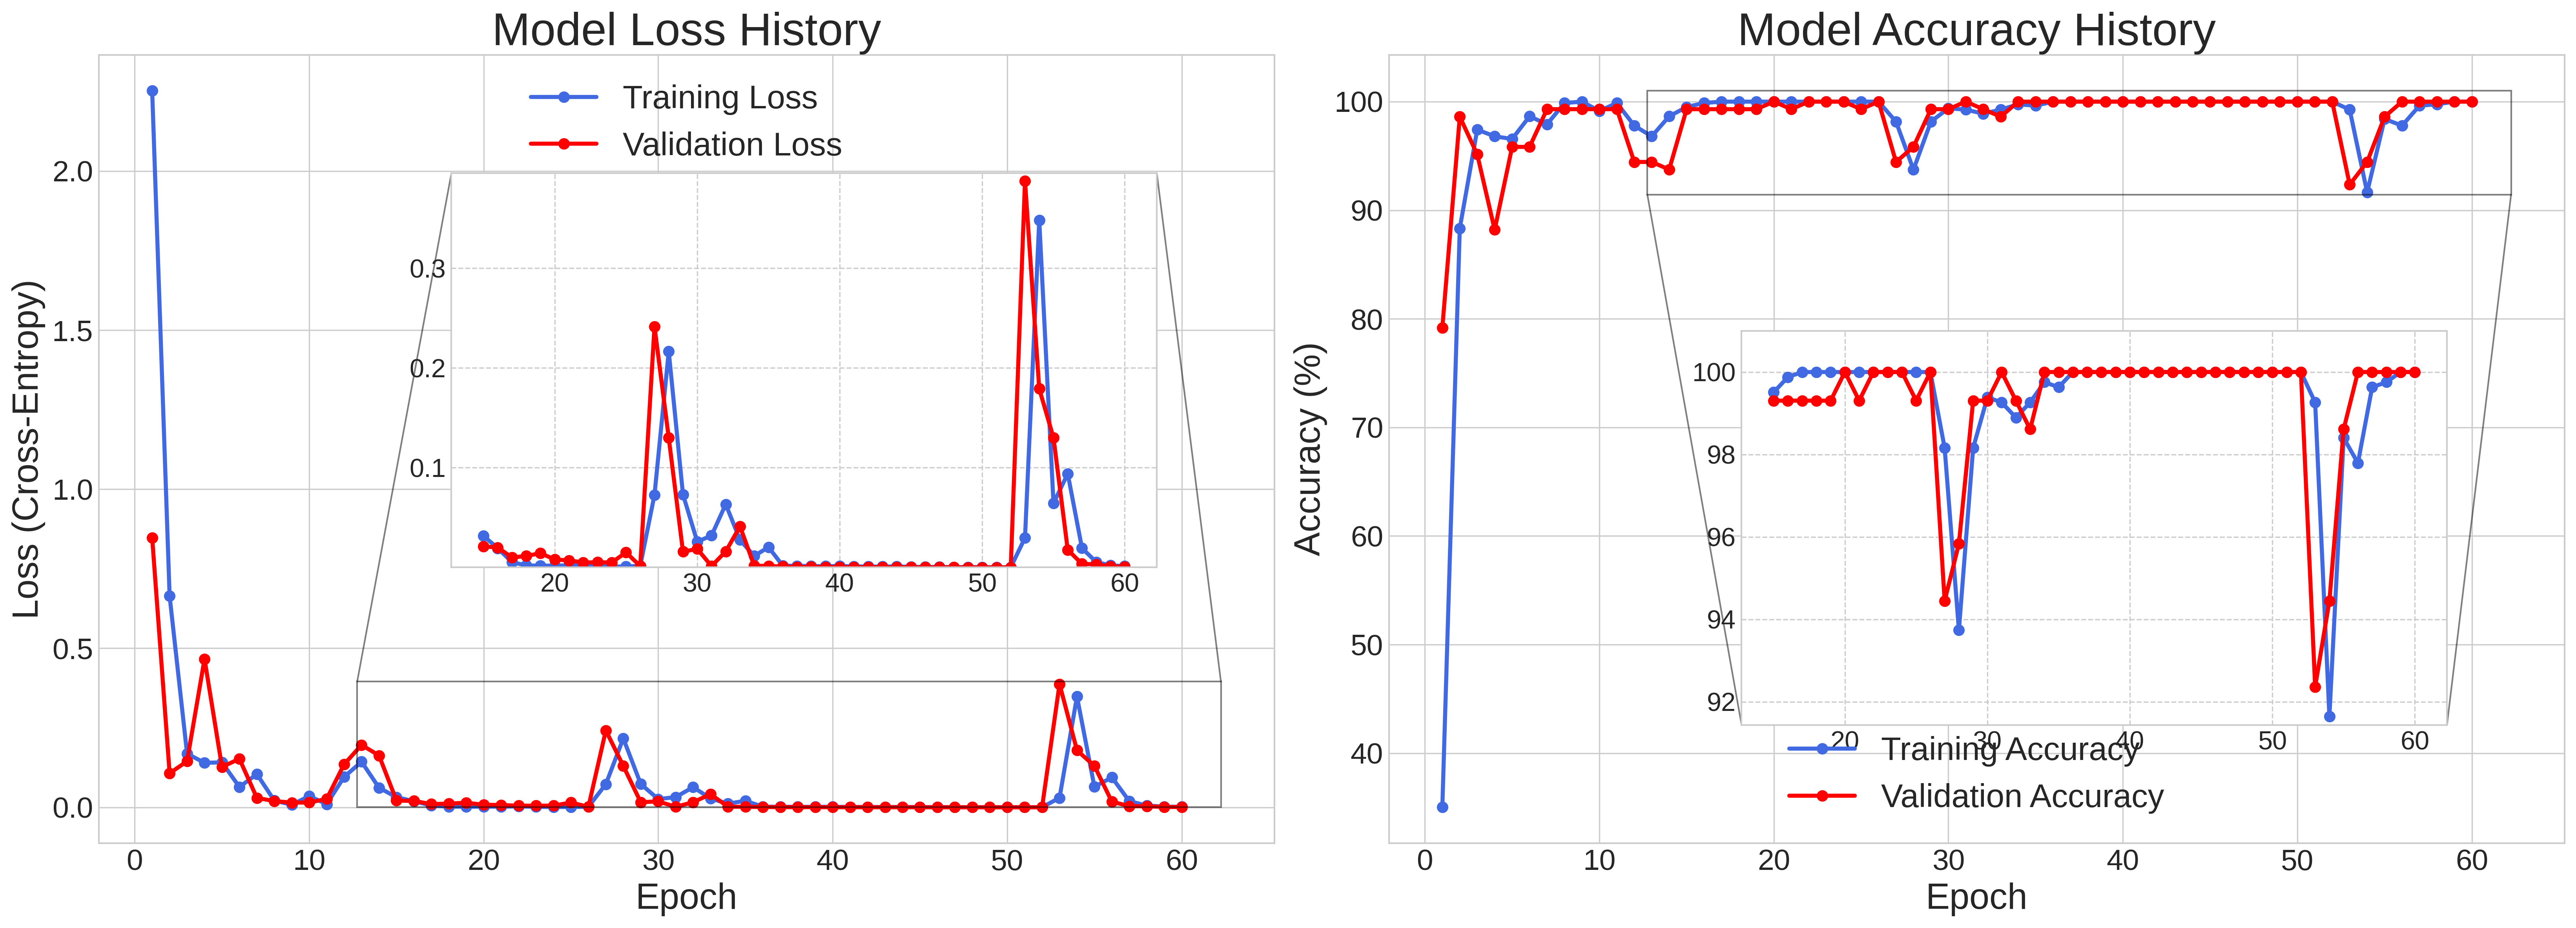 Model Loss History
Training Loss
Validation Loss
2.0
1.5
1.0
0.5
0.0
0.3
0.2
0.1
20 30 40 50 60
0 10 20 30 40 50 60
Loss (Cross-Entropy)
Epoch
Model Accuracy History
100
90
80
70
60
50
40
100
98
96
94
92
20 30 40 50 60
Training Accuracy
Validation Accuracy
0 10 20 30 40 50 60
Accuracy (%)
Epoch